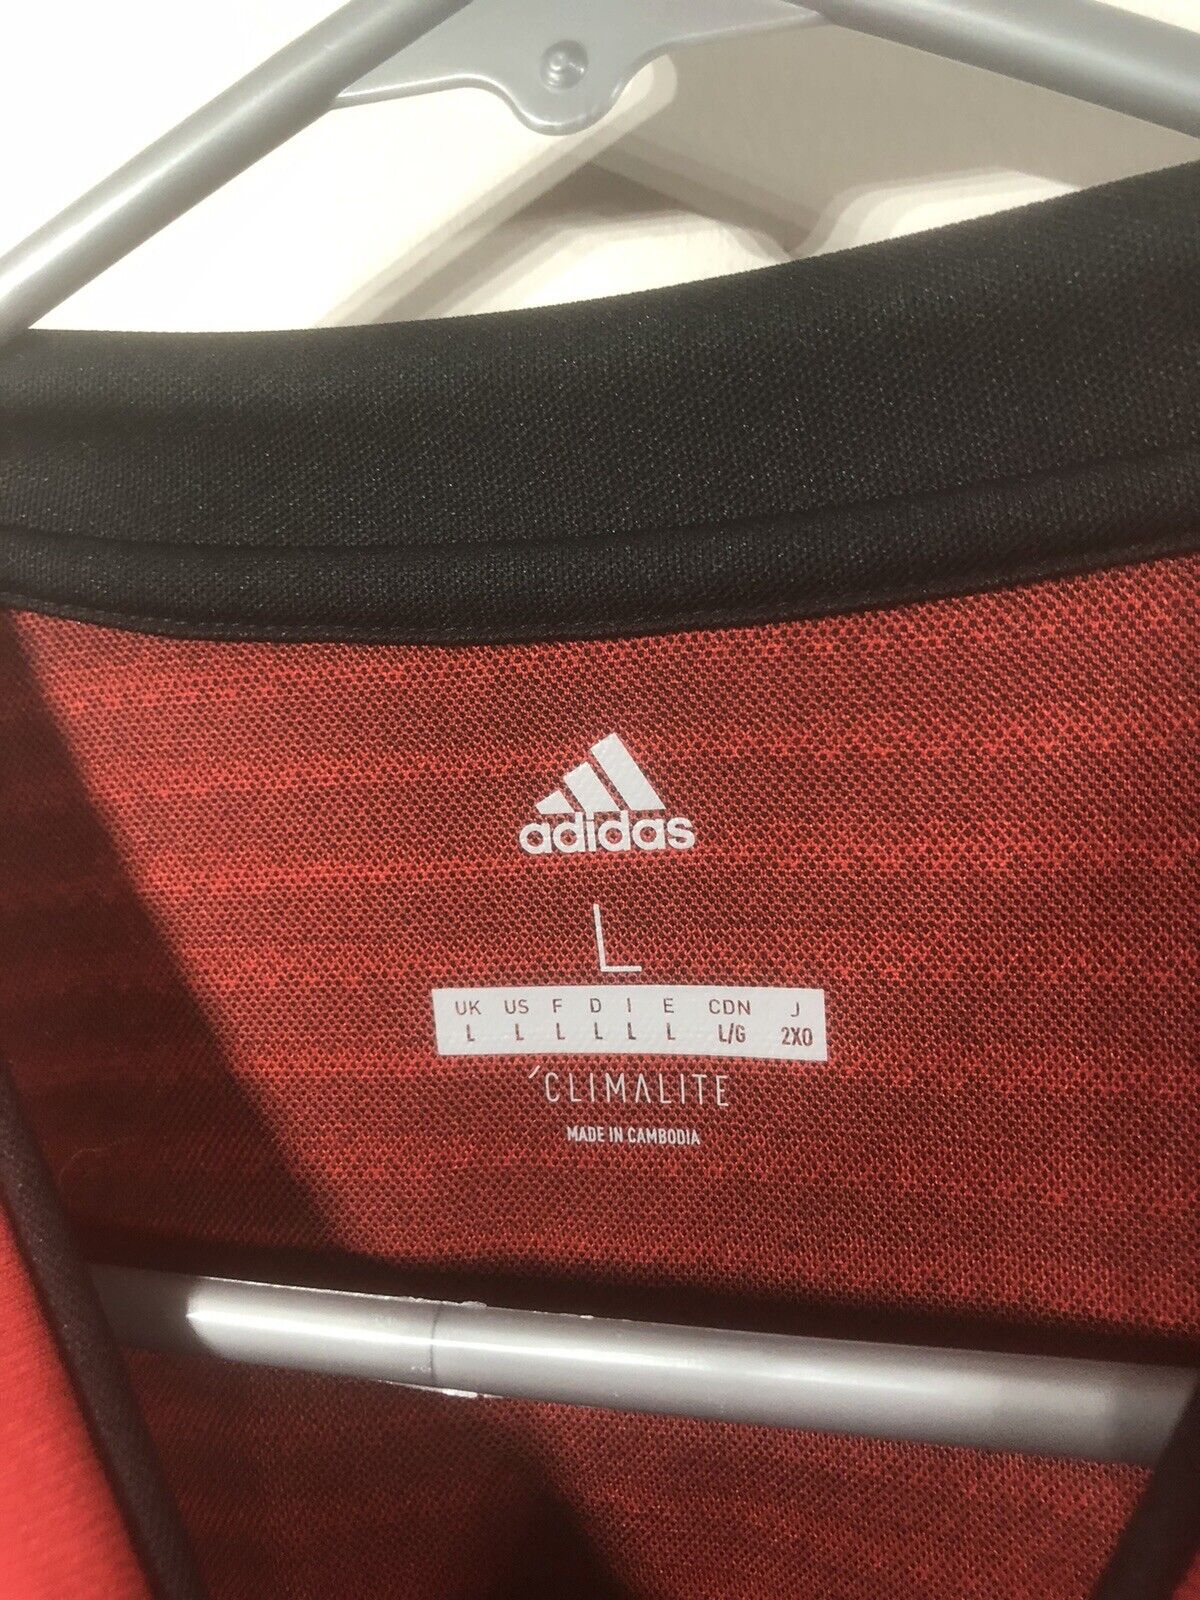 adidas
L
UK US F D I E CDN J
L L L L L L L/G 2XO
'CLIMALITE
MADE IN CAMBODIA